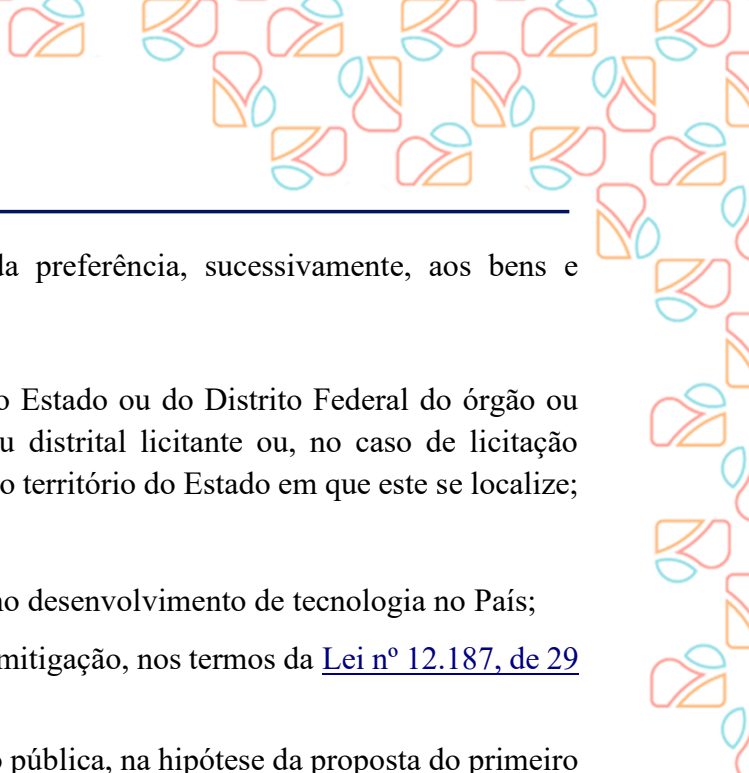 da preferência, sucessivamente, aos bens e
o Estado ou do Distrito Federal do órgão ou
u distrital licitante ou, no caso de licitação
o território do Estado em que este se localize;
no desenvolvimento de tecnologia no País;
mitigação, nos termos da Lei nº 12.187, de 29
o pública, na hipótese da proposta do primeiro